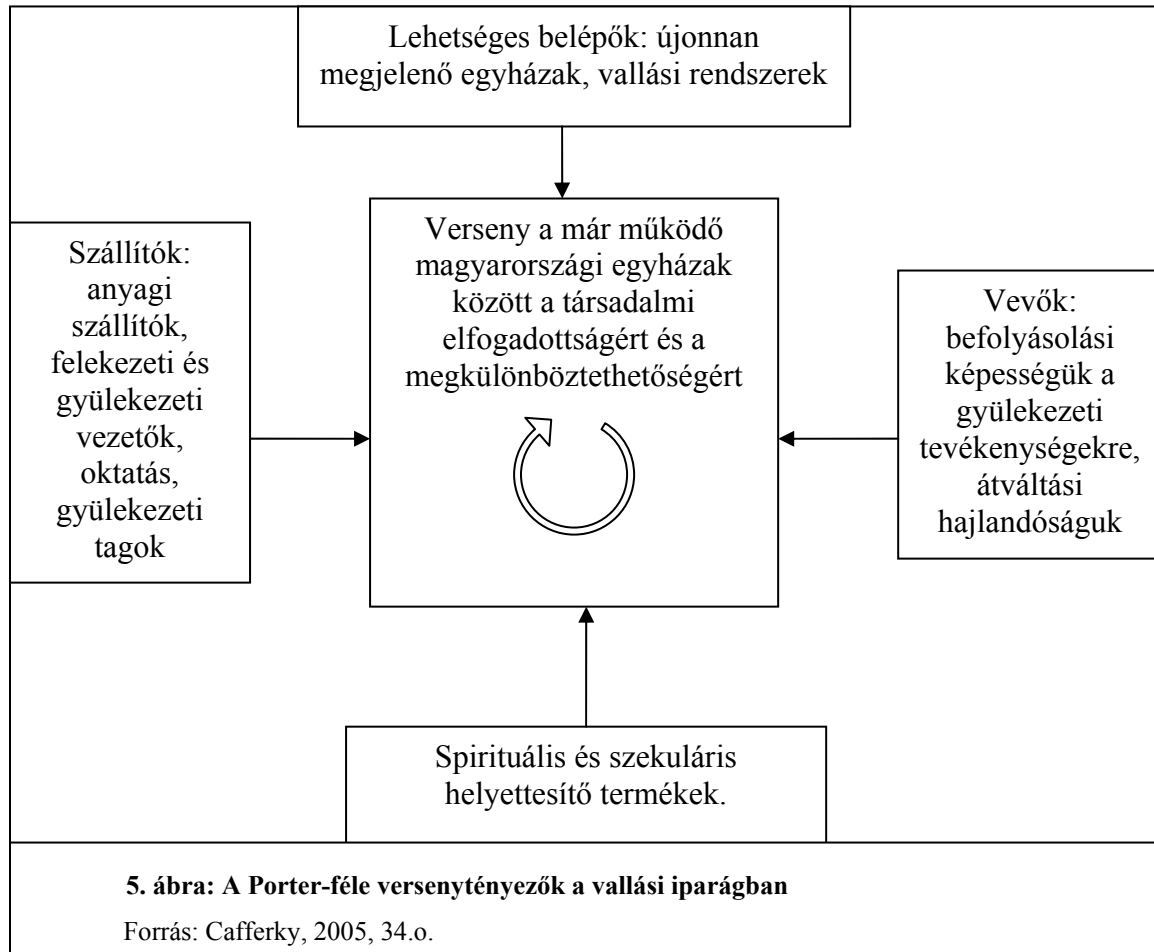 Lehetséges belépők: újonnan
megjelenő egyházak, vallási rendszerek
Szállítók:
anyagi
szállítók,
felekezeti és
gyülekezeti
vezetők,
oktatás,
gyülekezeti
tagok
Verseny a már működő
magyarországi egyházak
között a társadalmi
elfogadottságért és a
megkülönböztethetőségért
Vevők:
befolyásolási
képességük a
gyülekezeti
tevékenységekre,
átváltási
hajlandóságuk
Spirituális és szekuláris
helyettesítő termékek.
5. ábra: A Porter-féle versenytényezők a vallási iparágban
Forrás: Cafferky, 2005, 34.o.